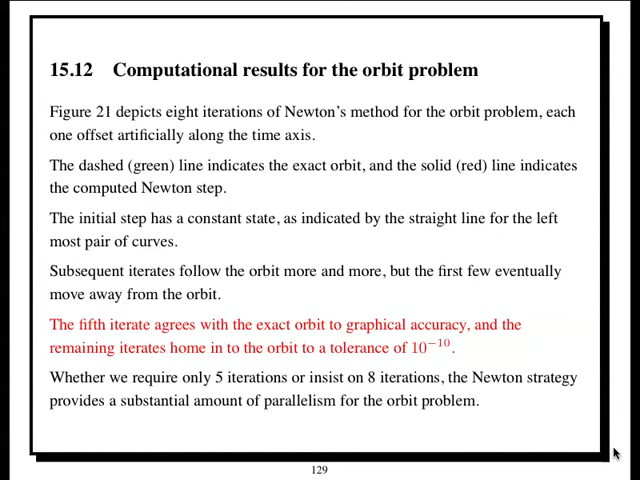 15.12 Computational results for the orbit problem
Figure 21 depicts eight iterations of Newton's method for the orbit problem, each
one offset artificially along the time axis.
The dashed (green) line indicates the exact orbit, and the solid (red) line indicates
the computed Newton step.
The initial step has a constant state, as indicated by the straight line for the left
most pair of curves.
Subsequent iterates follow the orbit more and more, but the first few eventually
move away from the orbit.
The fifth iterate agrees with the exact orbit to graphical accuracy, and the
remaining iterates home in to the orbit to a tolerance of 10⁻¹⁰.
Whether we require only 5 iterations or insist on 8 iterations, the Newton strategy
provides a substantial amount of parallelism for the orbit problem.
129